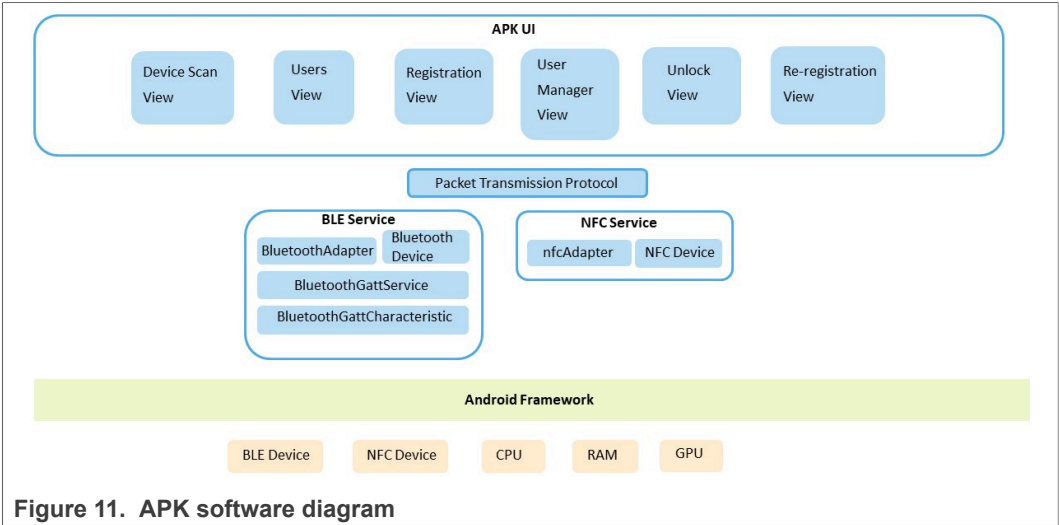 APK UI
Device Scan
View
Users
View
Registration
View
User
Manager
View
Unlock
View
Re-registration
View
Packet Transmission Protocol
BLE Service
BluetoothAdapter
Bluetooth
Device
BluetoothGattService
BluetoothGattCharacteristic
NFC Service
nfcAdapter
NFC Device
Android Framework
BLE Device
NFC Device
CPU
RAM
GPU
Figure 11. APK software diagram